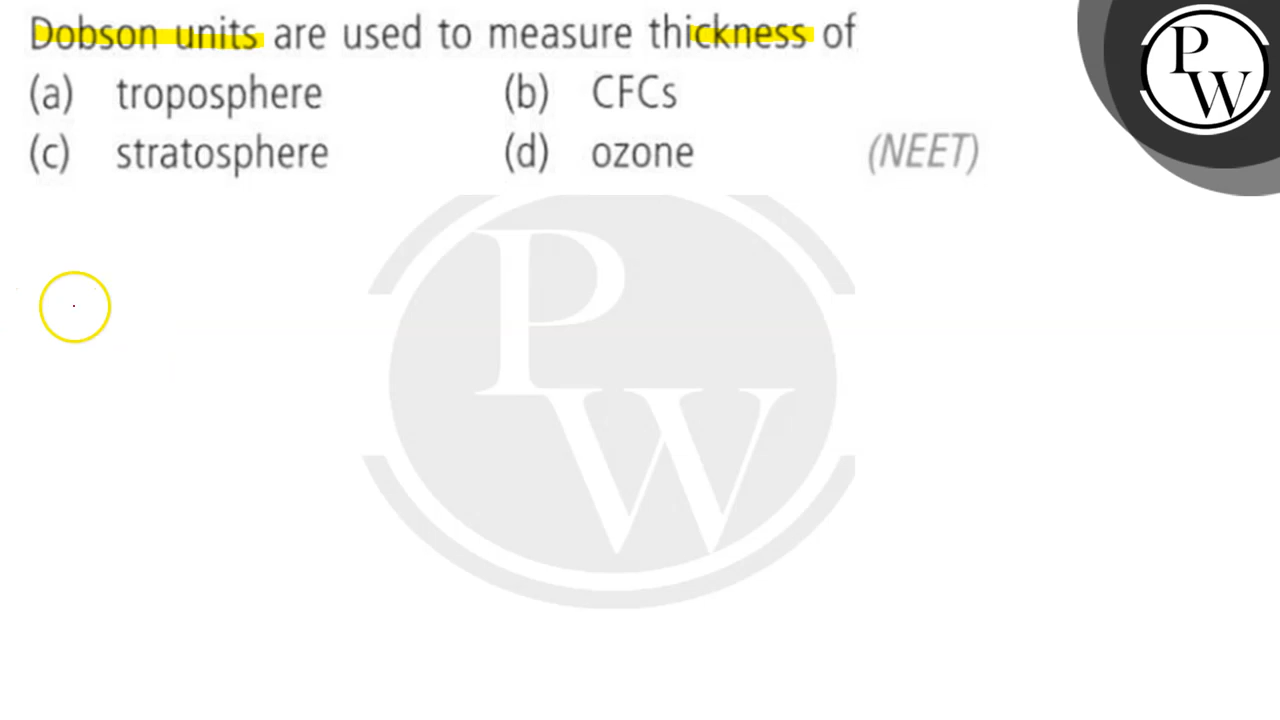 Dobson units are used to measure thickness of
(a) troposphere (b) CFCs
(c) stratosphere (d) ozone (NEET)
P
W
P
W